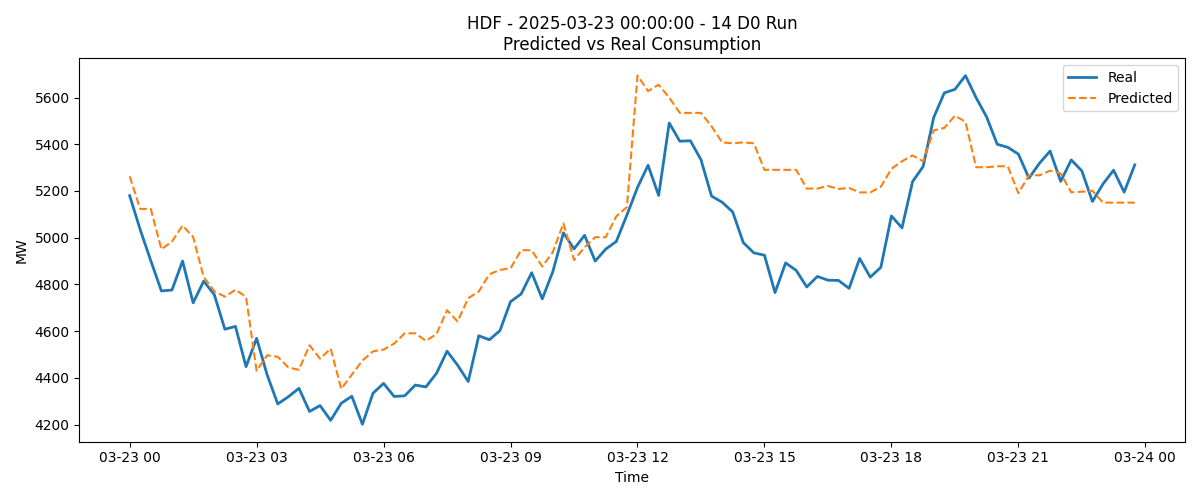 HDF - 2025-03-23 00:00:00 - 14 D0 Run
Predicted vs Real Consumption
Real
Predicted
MW
5600
5400
5200
5000
4800
4600
4400
4200
03-23 00
03-23 03
03-23 06
03-23 09
03-23 12
03-23 15
03-23 18
03-23 21
03-24 00
Time